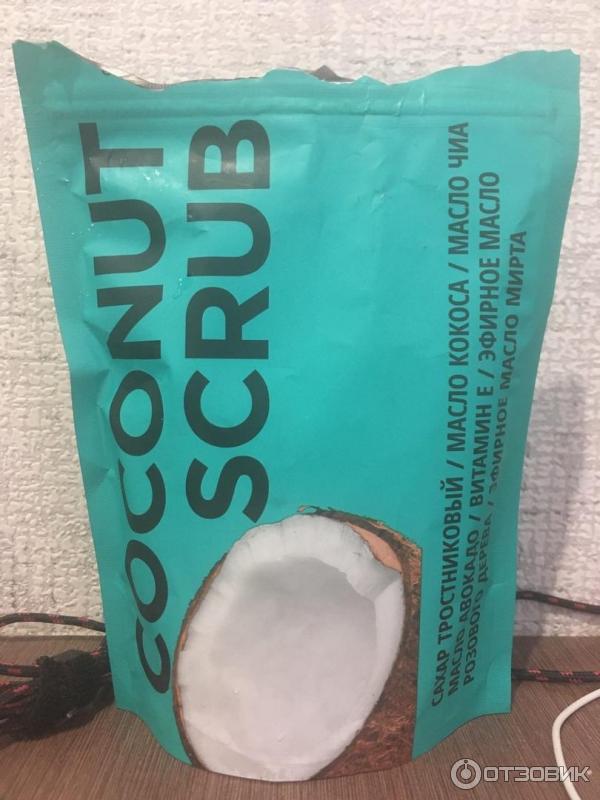 COCONUT
SCRUB
САХАР ТРОСТНИКОВЫЙ / МАСЛО КОКОСА / МАСЛО ЧИА
МАСЛО АВОКАДО / ВИТАМИН Е / ЭФИРНОЕ МАСЛО
РОЗОВОГО ДЕРЕВА / ЭФИРНОЕ МАСЛО МИРТА
ОТЗОВИК